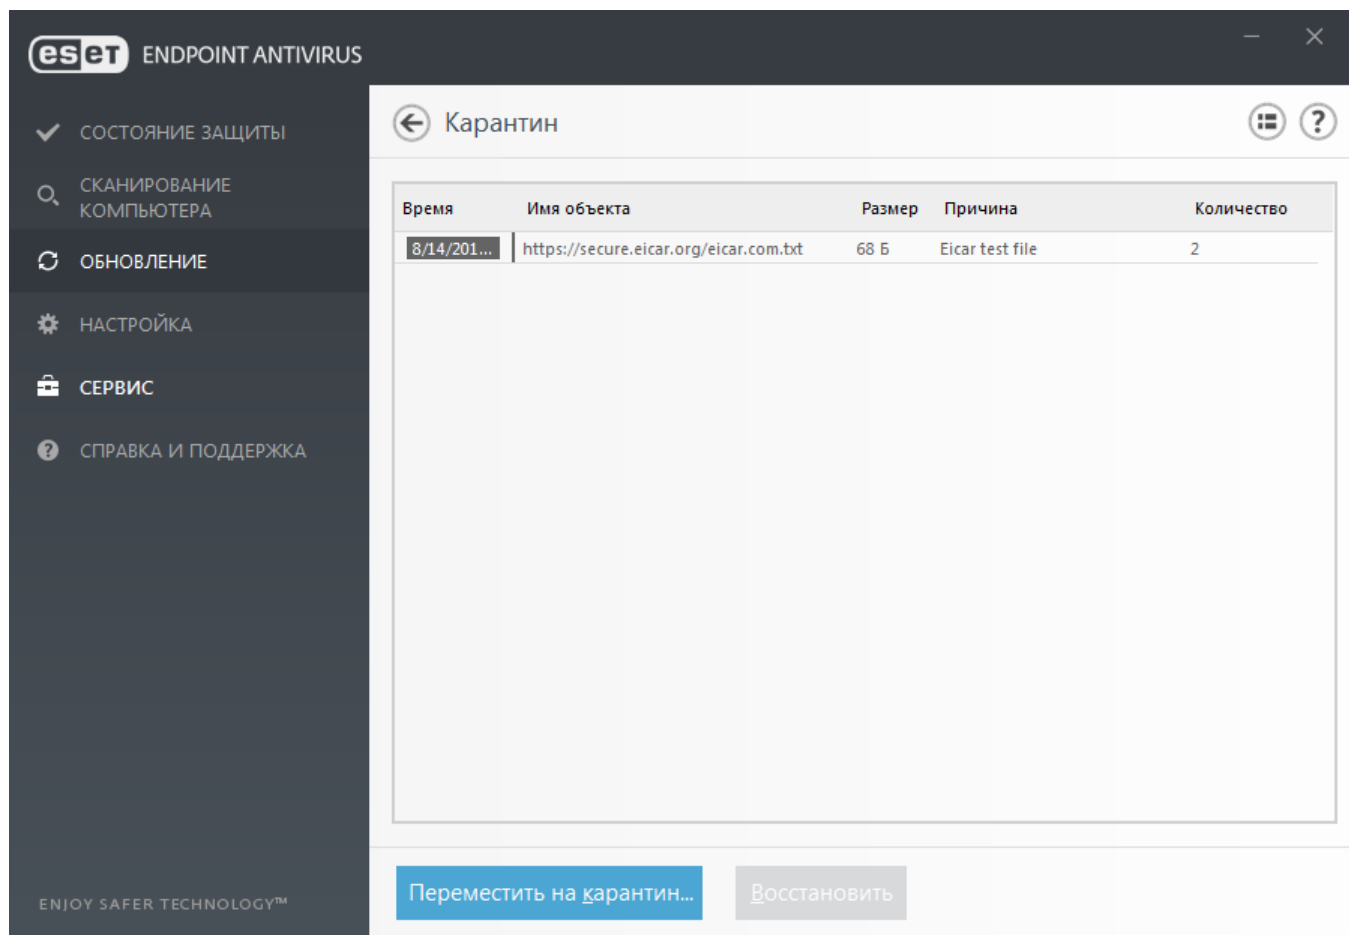 eset ENDPOINT ANTIVIRUS
СОСТОЯНИЕ ЗАЩИТЫ
СКАНИРОВАНИЕ
КОМПЬЮТЕРА
ОБНОВЛЕНИЕ
НАСТРОЙКА
СЕРВИС
СПРАВКА И ПОДДЕРЖКА
ENJOY SAFER TECHNOLOGY™
Карантин
Время Имя объекта Размер Причина Количество
8/14/201... https://secure.eicar.org/eicar.com.txt 68 Б Eicar test file 2
Переместить на карантин... Восстановить